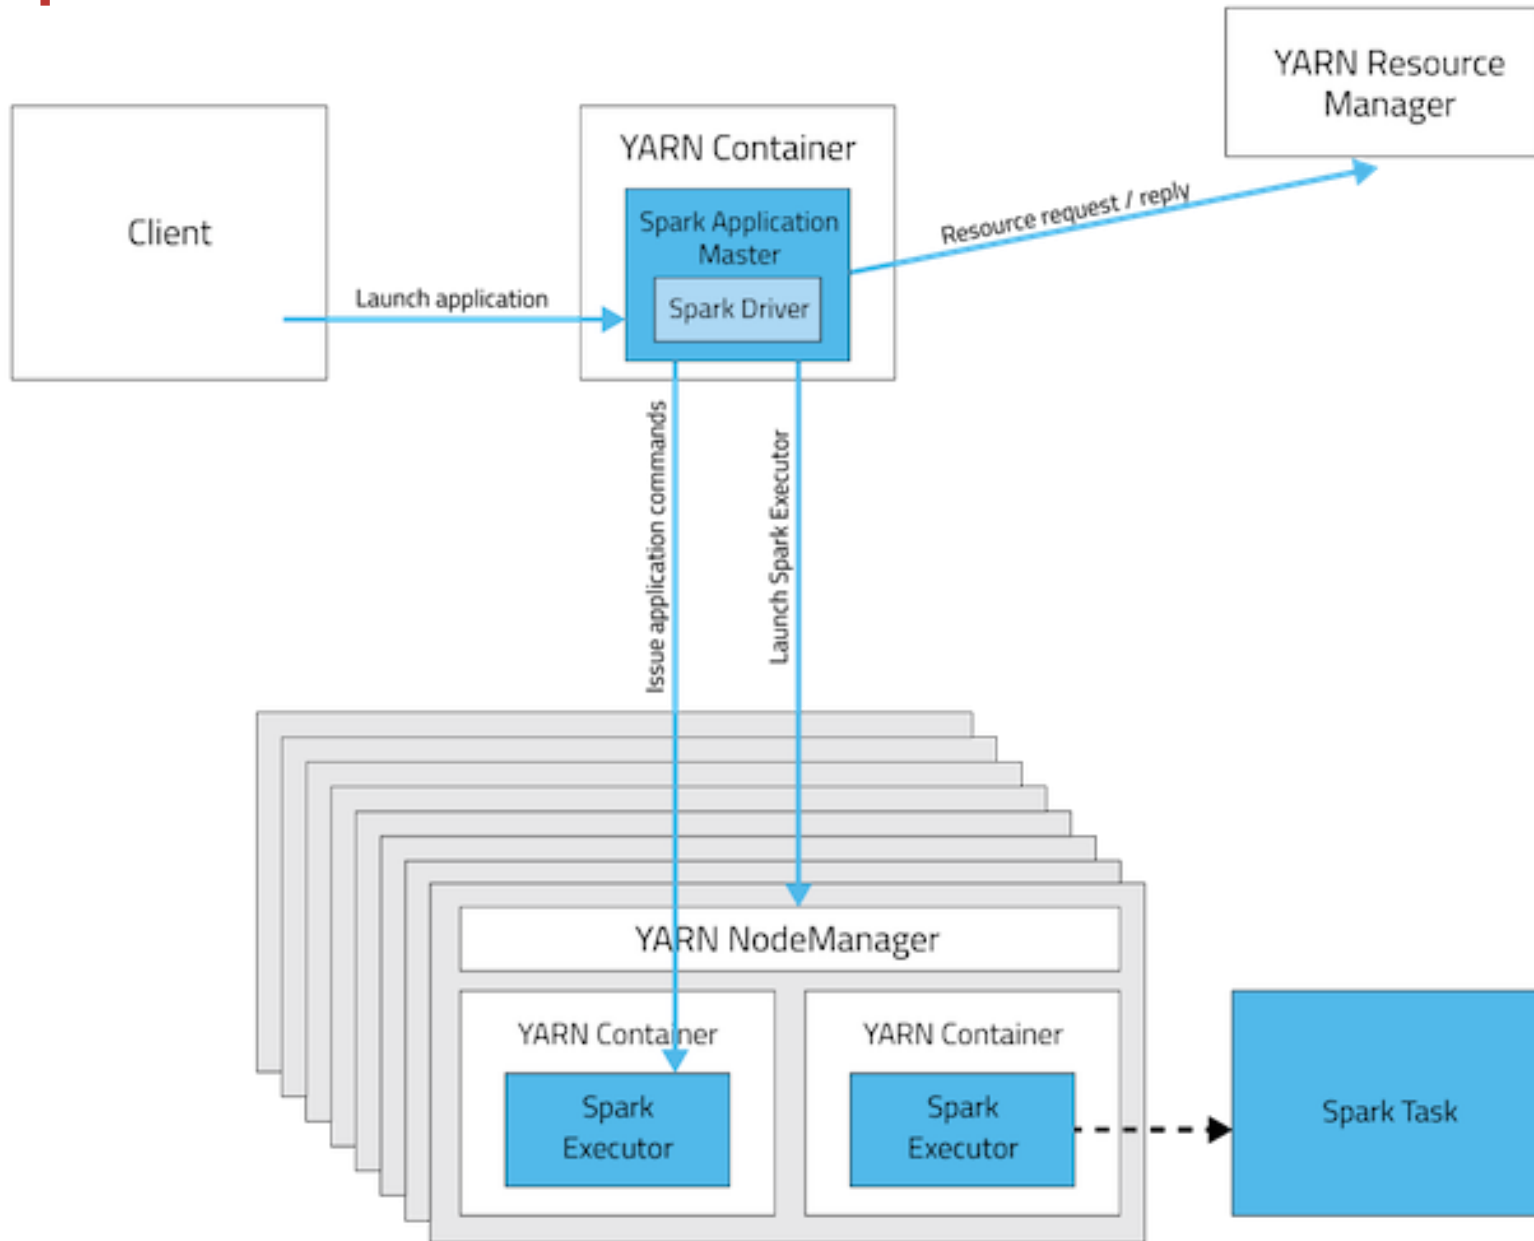 YARN Resource
Manager
YARN Container
Client
Spark Application
Master
Spark Driver
Launch application
Resource request / reply
Issue application commands
Launch Spark Executor
YARN NodeManager
YARN Container
YARN Container
Spark
Executor
Spark
Executor
Spark Task